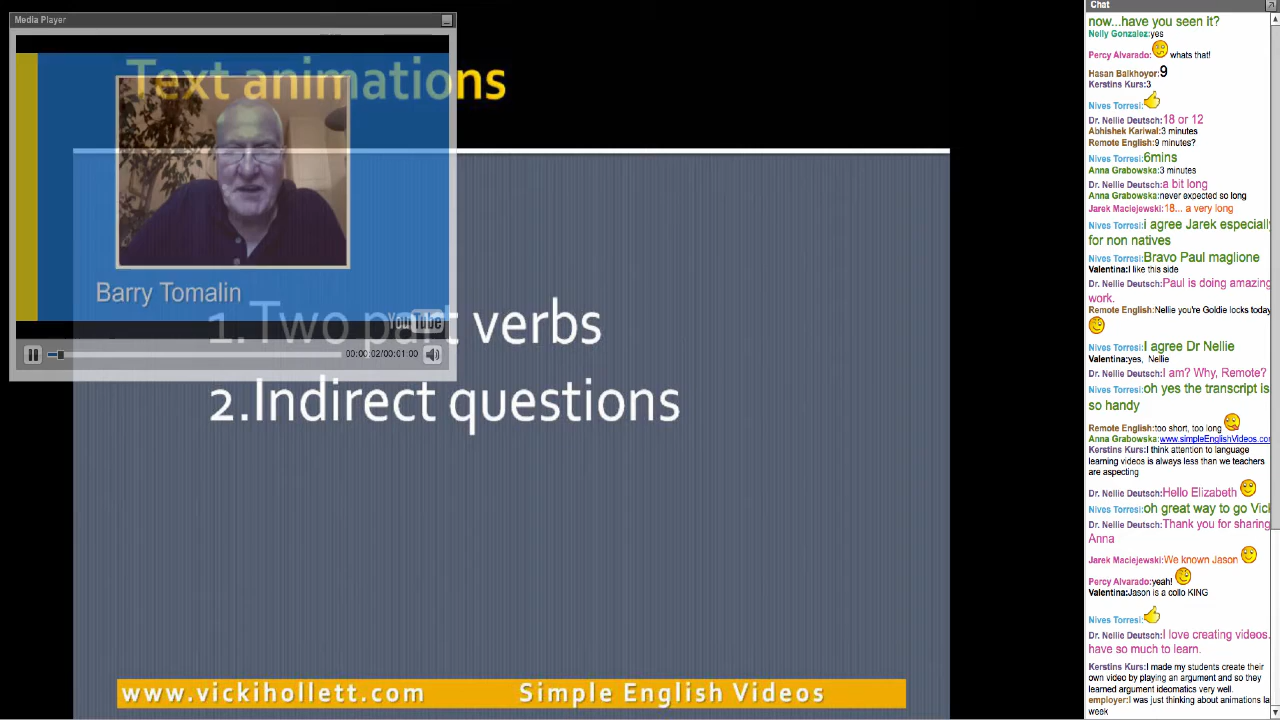 Media Player
Text animations
Barry Tomalin
YouTube
00:00:02/00:01:00
1.Two part verbs
2.Indirect questions
www.vickihollett.com Simple English Videos
Chat
now...have you seen it?
Nelly Gonzalez:yes
Percy Alvarado: whats that!
Hasan Balkhoyor:9
Kerstins Kurs:3
Nives Torresi:
Dr. Nellie Deutsch:18 or 12
Abhishek Kariwal:3 minutes
Remote English:9 minutes?
Nives Torresi:6mins
Anna Grabowska:3 minutes
Dr. Nellie Deutsch:a bit long
Anna Grabowska:never expected so long
Jarek Maciejewski:18... a very long
Nives Torresi:i agree Jarek especially
for non natives
Nives Torresi:Bravo Paul maglione
Valentina:I like this side
Dr. Nellie Deutsch:Paul is doing amazing
work.
Remote English:Nellie you're Goldie locks today
Nives Torresi:I agree Dr Nellie
Valentina:yes, Nellie
Dr. Nellie Deutsch:I am? Why, Remote?
Nives Torresi:oh yes the transcript is
so handy
Remote English:too short, too long
Anna Grabowska:www.simpleEnglishVideos.com
Kerstins Kurs:I think attention to language
learning videos is always less than we teachers
are aspecting
Dr. Nellie Deutsch:Hello Elizabeth
Nives Torresi:oh great way to go Vick
Dr. Nellie Deutsch:Thank you for sharing,
Anna
Jarek Maciejewski:We known Jason
Percy Alvarado:yeah!
Valentina:Jason is a collo KING
Nives Torresi:
Dr. Nellie Deutsch:I love creating videos.
have so much to learn.
Kerstins Kurs:I made my students create their
own video by playing an argument and so they
learned argument ideomatics very well.
employer:I was just thinking about animations la
week